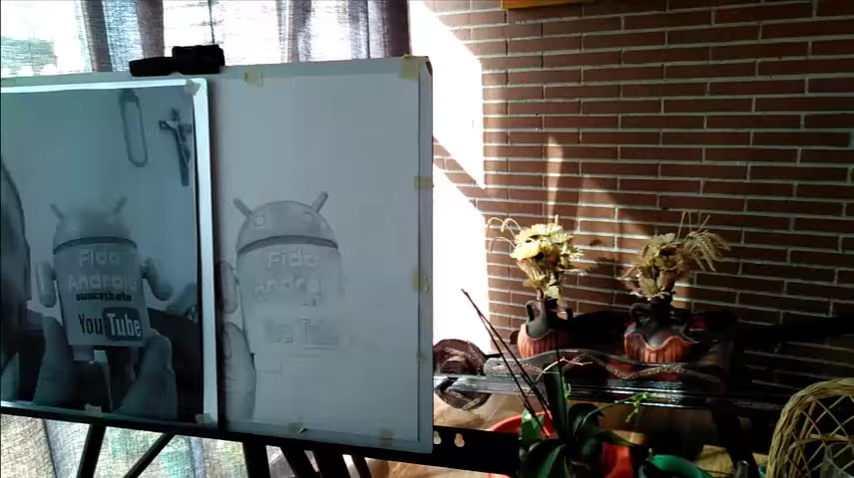 Fido
Android
suscríbete
YouTube
Fido
Android
YouTube